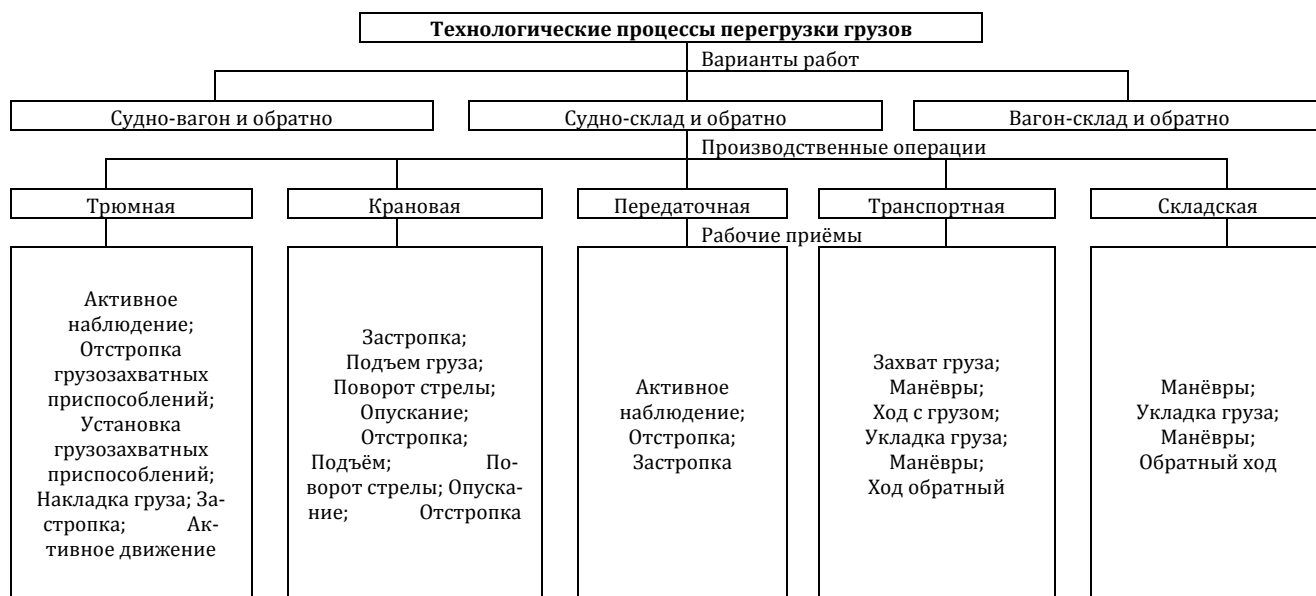 Технологические процессы перегрузки грузов
Варианты работ
Судно-вагон и обратно
Судно-склад и обратно
Вагон-склад и обратно
Производственные операции
Трюмная
Крановая
Передаточная
Транспортная
Складская
Рабочие приёмы
Активное
наблюдение;
Отстропка
грузозахватных
приспособлений;
Установка
грузозахватных
приспособлений;
Накладка груза; За-
стропка; Ак-
тивное движение
Застропка;
Подъем груза;
Поворот стрелы;
Опускание;
Отстропка;
Подъём; По-
ворот стрелы; Опуска-
ние; Отстропка
Активное
наблюдение;
Отстропка;
Застропка
Захват груза;
Манёвры;
Ход с грузом;
Укладка груза;
Манёвры;
Ход обратный
Манёвры;
Укладка груза;
Манёвры;
Обратный ход